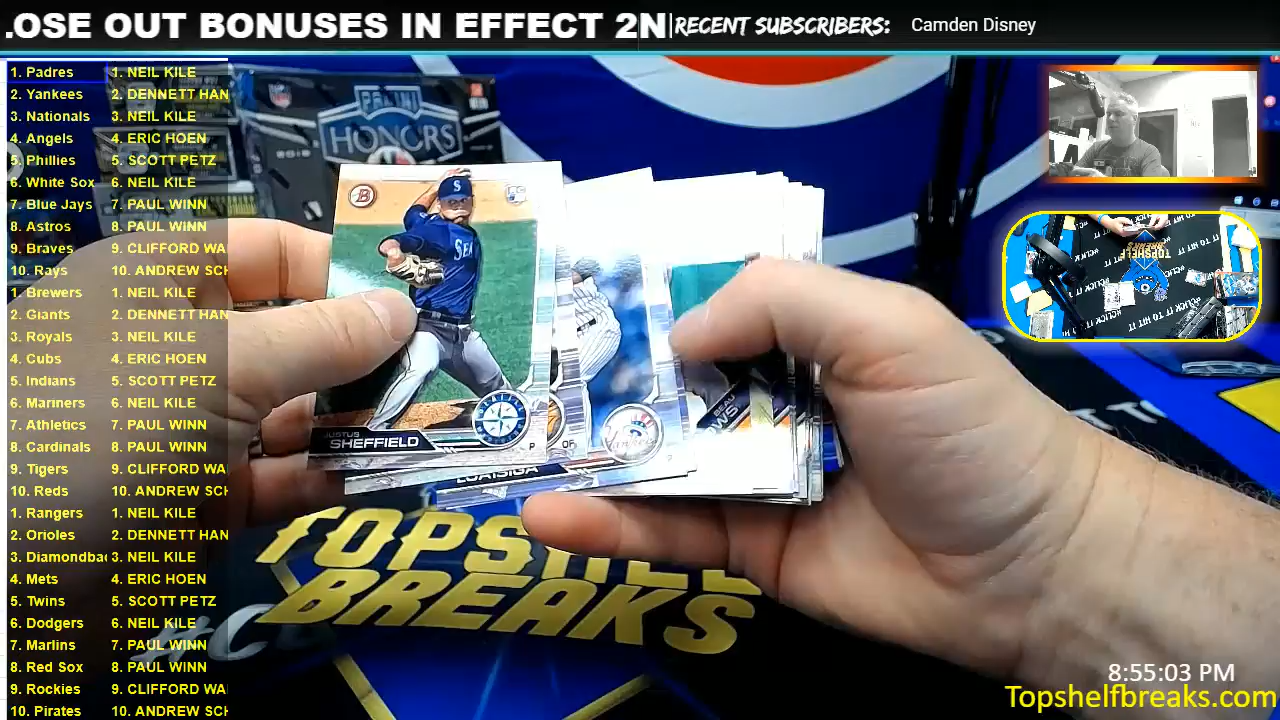 .OSE OUT BONUSES IN EFFECT 2N
RECENT SUBSCRIBERS: Camden Disney
1. Padres 1. NEIL KILE
2. Yankees 2. DENNETT HAN
3. Nationals 3. NEIL KILE
4. Angels 4. ERIC HOEN
5. Phillies 5. SCOTT PETZ
6. White Sox 6. NEIL KILE
7. Blue Jays 7. PAUL WINN
8. Astros 8. PAUL WINN
9. Braves 9. CLIFFORD WA
10. Rays 10. ANDREW SCH
1. Brewers 1. NEIL KILE
2. Giants 2. DENNETT HAN
3. Royals 3. NEIL KILE
4. Cubs 4. ERIC HOEN
5. Indians 5. SCOTT PETZ
6. Mariners 6. NEIL KILE
7. Athletics 7. PAUL WINN
8. Cardinals 8. PAUL WINN
9. Tigers 9. CLIFFORD WA
10. Reds 10. ANDREW SCH
1. Rangers 1. NEIL KILE
2. Orioles 2. DENNETT HAN
3. Diamondbac 3. NEIL KILE
4. Mets 4. ERIC HOEN
5. Twins 5. SCOTT PETZ
6. Dodgers 6. NEIL KILE
7. Marlins 7. PAUL WINN
8. Red Sox 8. PAUL WINN
9. Rockies 9. CLIFFORD WA
10. Pirates 10. ANDREW SCH
PANINI
HONORS
NFL
B
RC
S
SEA
JUSTUS
SHEFFIELD
P
OF
LOAISIGA
BEAU
TOPSHELF
BREAKS
8:55:03 PM
Topshelfbreaks.com